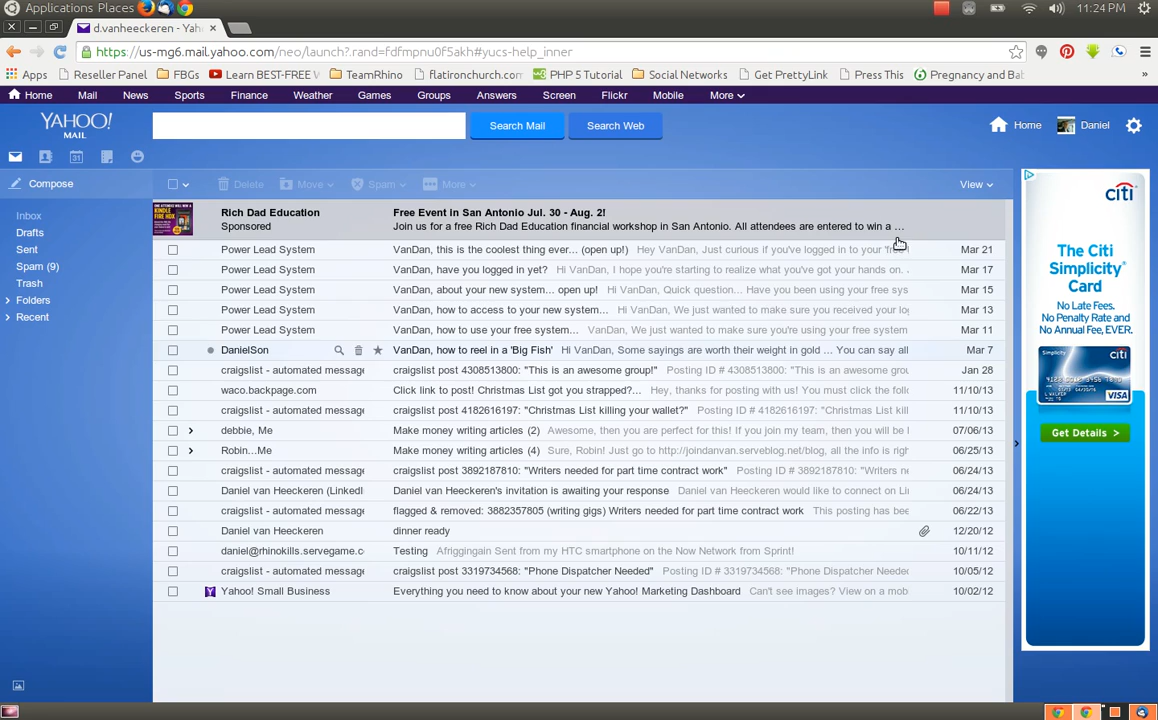 Applications Places 11:24 PM
d.vanheeckeren - Yah
https://us-mg6.mail.yahoo.com/neo/launch?.rand=fdfmpnu0f5akh#yucs-help_inner
Apps Reseller Panel FBGs Learn BEST-FREE V TeamRhino flatironchurch.com PHP 5 Tutorial Social Networks Get PrettyLink Press This Pregnancy and Bab »
Home Mail News Sports Finance Weather Games Groups Answers Screen Flickr Mobile More
YAHOO! Search Mail Search Web Home Daniel
MAIL
31
Compose Delete Move Spam More View
Inbox
Drafts
Sent
Spam (9)
Trash
Folders
Recent
Rich Dad Education Free Event in San Antonio Jul. 30 - Aug. 2!
Sponsored Join us for a free Rich Dad Education financial workshop in San Antonio. All attendees are entered to win a ...
Power Lead System VanDan, this is the coolest thing ever... (open up!) Hey VanDan, Just curious if you've logged in to your 'free Mar 21
Power Lead System VanDan, have you logged in yet? Hi VanDan, I hope you're starting to realize what you've got your hands on. Mar 17
Power Lead System VanDan, about your new system... open up! Hi VanDan, Quick question... Have you been using your free sys Mar 15
Power Lead System VanDan, how to access to your new system... Hi VanDan, We just wanted to make sure you received your log Mar 13
Power Lead System VanDan, how to use your free system... VanDan, We just wanted to make sure you're using your free system Mar 11
DanielSon VanDan, how to reel in a 'Big Fish' Hi VanDan, Some sayings are worth their weight in gold ... You can say all Mar 7
craigslist - automated message craigslist post 4308513800: "This is an awesome group!" Posting ID # 4308513800: "This is an awesome grou Jan 28
waco.backpage.com Click link to post! Christmas List got you strapped?... Hey, thanks for posting with us! You must click the follo 11/10/13
craigslist - automated message craigslist post 4182616197: "Christmas List killing your wallet?" Posting ID # 4182616197: "Christmas List kill 11/10/13
debbie, Me Make money writing articles (2) Awesome, then you are perfect for this! If you join my team, then you will be l 07/06/13
Robin...Me Make money writing articles (4) Sure, Robin! Just go to http://joindanvan.serveblog.net/blog, all the info is righ 06/25/13
craigslist - automated message craigslist post 3892187810: "Writers needed for part time contract work" Posting ID # 3892187810: "Writers ne 06/24/13
Daniel van Heeckeren (LinkedI Daniel van Heeckeren's invitation is awaiting your response Daniel van Heeckeren would like to connect on Li 06/24/13
craigslist - automated message flagged & removed: 3882357805 (writing gigs) Writers needed for part time contract work This posting has bee 06/22/13
Daniel van Heeckeren dinner ready 12/20/12
daniel@rhinokills.servegame.c Testing Afriggingain Sent from my HTC smartphone on the Now Network from Sprint! 10/11/12
craigslist - automated message craigslist post 3319734568: "Phone Dispatcher Needed" Posting ID # 3319734568: "Phone Dispatcher Needed 10/05/12
Yahoo! Small Business Everything you need to know about your new Yahoo! Marketing Dashboard Can't see images? View on a mob 10/02/12
citi
The Citi
Simplicity®
Card
No Late Fees.
No Penalty Rate and
No Annual Fee, EVER.
Simplicity citi
VISA
Get Details >